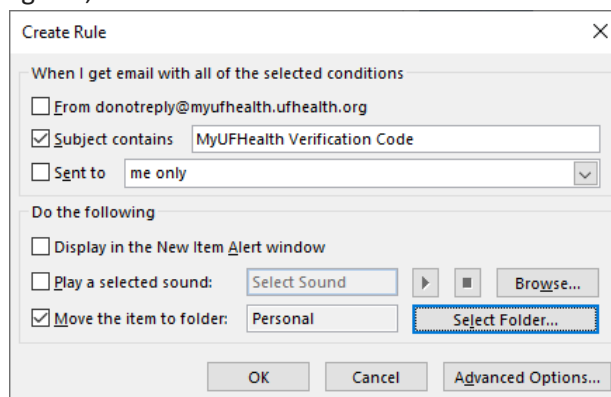 Create Rule
When I get email with all of the selected conditions
From donotreply@myufhealth.ufhealth.org
Subject contains MyUFHealth Verification Code
Sent to me only
Do the following
Display in the New Item Alert window
Play a selected sound: Select Sound Browse...
Move the item to folder: Personal Select Folder...
OK Cancel Advanced Options...